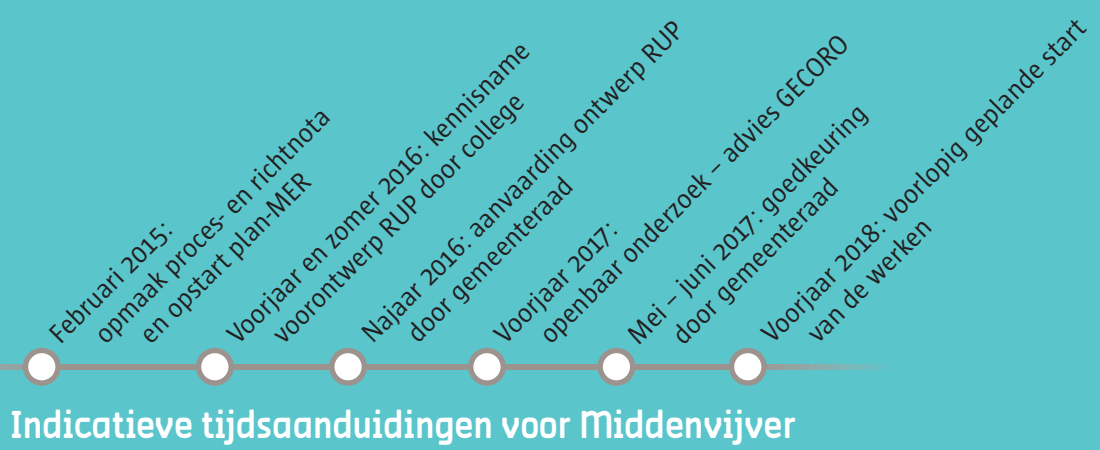 Februari 2015:
opmaak proces- en richtnota
en opstart plan-MER
Voorjaar en zomer 2016: kennisname
voorontwerp RUP door college
Najaar 2016: aanvaarding ontwerp RUP
door gemeenteraad
Voorjaar 2017:
openbaar onderzoek – advies GECORO
Mei – juni 2017: goedkeuring
door gemeenteraad
Voorjaar 2018: voorlopig geplande start
van de werken
Indicatieve tijdsaanduidingen voor Middenvijver